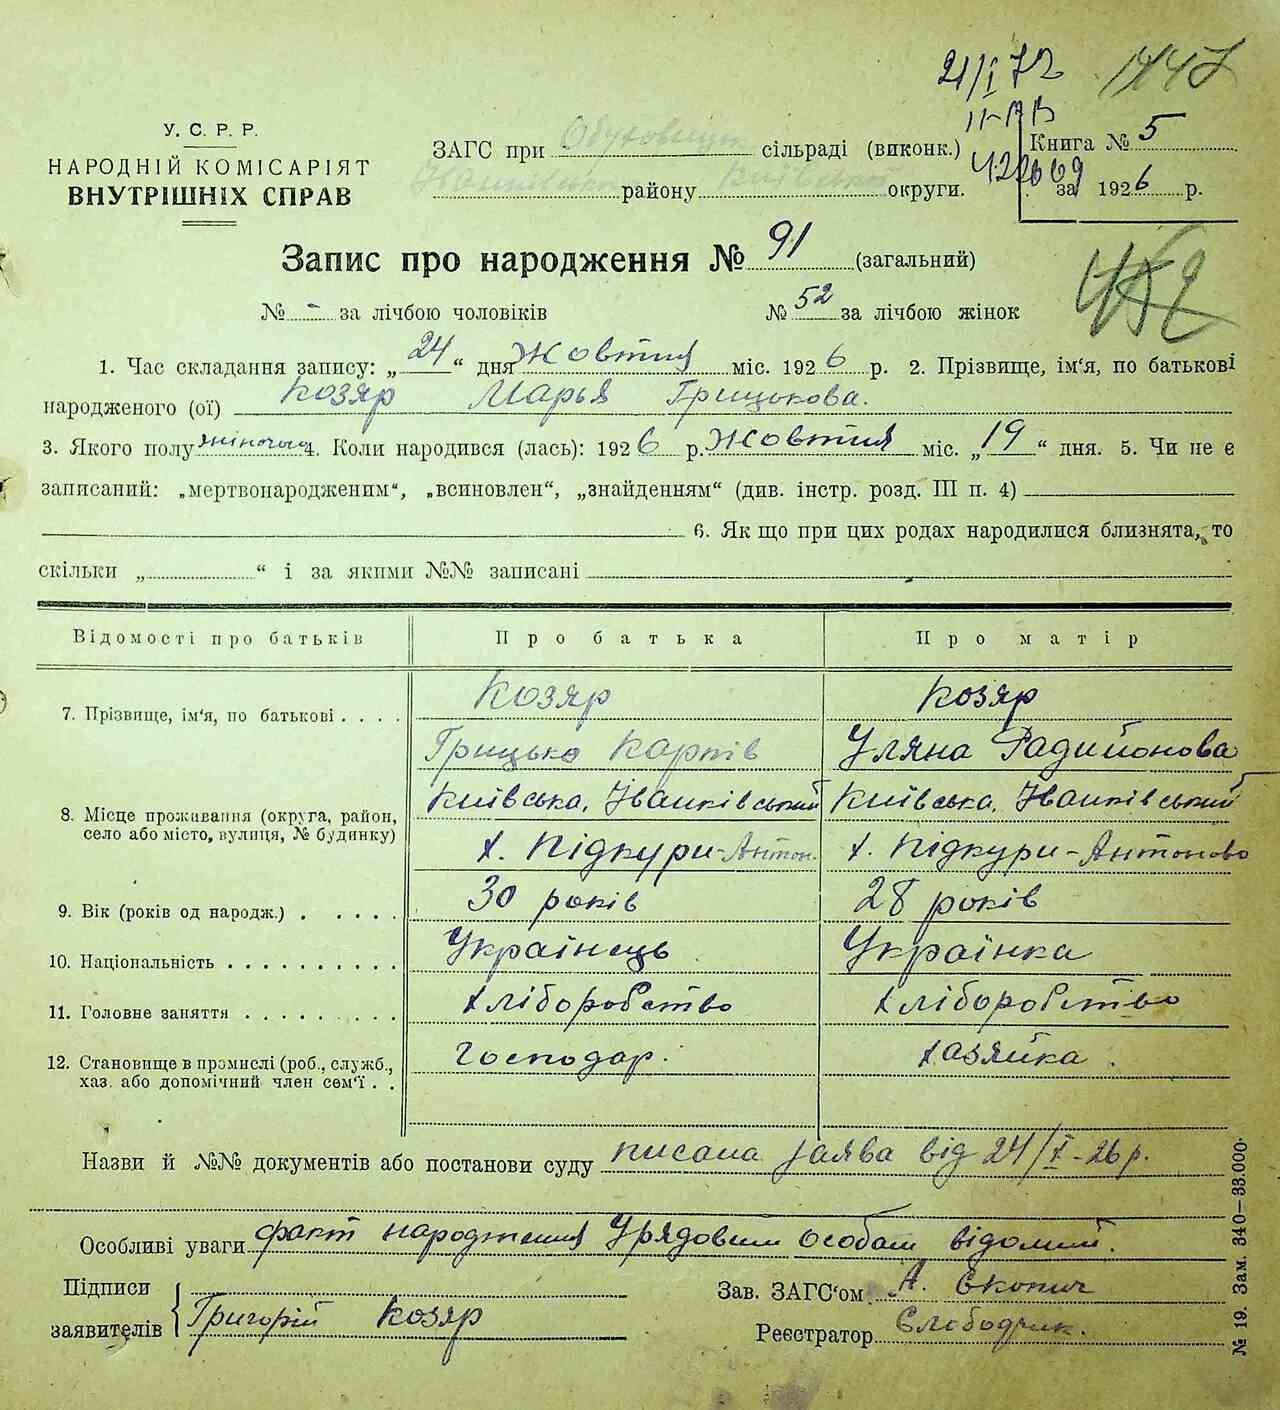 21/I 72
У. С. Р. Р.
НАРОДНІЙ КОМІСАРІЯТ
ВНУТРІШНІХ СПРАВ
ЗАГС при Обуховицьк сільраді (виконк.)
району округи.
Книга № 5
за 1926 р.
Запис про народження № 91 (загальний)
№ - за лічбою чоловіків № 52 за лічбою жінок
1. Час складання запису: „24“ дня Жовтня міс. 1926 р. 2. Прізвище, ім'я, по батькові
народженого (ої) Козяр Марья Грицькова.
3. Якого полу жіночого 4. Коли народився (лась): 1926 р. Жовтня міс. „19“ дня. 5. Чи не є
записаний: „мертвонародженим“, „всиновлен“, „знайденням“ (див. інстр. розд. III п. 4)
6. Як що при цих родах народилися близнята, то
скільки „ “ і за якими №№ записані
Відомості про батьків Про батька Про матір
7. Прізвище, ім'я, по батькові . . . . Козяр Козяр
Грицько Карпів Уляна Радийонова
8. Місце проживання (округа, район, село або місто, вулиця, № будинку) Київська, Іванківський Київська, Іванківський
х. Підкури-Антон. х. Підкури-Антоново
9. Вік (років од народж.) . . . . . 30 років 28 років
10. Національність . . . . . . . . . . Українець Українка
11. Головне заняття . . . . . . . . . Хліборобство Хліборобство
12. Становище в промислі (роб., служб., хаз. або допомічний член сем'ї . . Господар. Хазяйка.
Назви й №№ документів або постанови суду писана заява від 24/X-26 р.
Особливі уваги факт народження Урядовим особам відомий.
Підписи заявителів Григорій Козяр
Зав. ЗАГС'ом А. Скопич
Реєстратор Слободчик.
№ 19. Зам. 340—33.000.